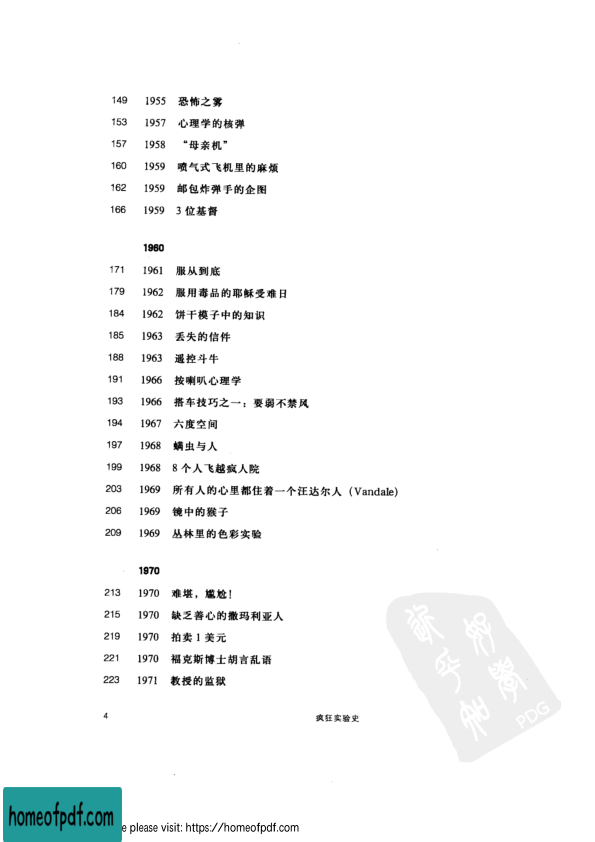 149 1955 恐怖之雾
153 1957 心理学的核弹
157 1958 “母亲机”
160 1959 喷气式飞机里的麻烦
162 1959 邮包炸弹手的企图
166 1959 3位基督
1960
171 1961 服从到底
179 1962 服用毒品的耶稣受难日
184 1962 饼干模子中的知识
185 1963 丢失的信件
188 1963 遥控斗牛
191 1966 按喇叭心理学
193 1966 搭车技巧之一：要弱不禁风
194 1967 六度空间
197 1968 螨虫与人
199 1968 8个人飞越疯人院
203 1969 所有人的心里都住着一个汪达尔人（Vandale）
206 1969 镜中的猴子
209 1969 丛林里的色彩实验
1970
213 1970 难堪，尴尬！
215 1970 缺乏善心的撒玛利亚人
219 1970 拍卖1美元
221 1970 福克斯博士胡言乱语
223 1971 教授的监狱
4 疯狂实验史
PDG
homeofpdf.com
e please visit: https://homeofpdf.com